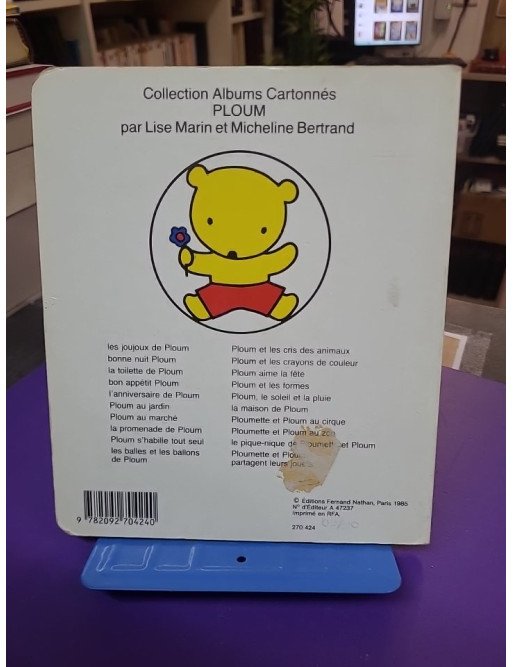 Collection Albums Cartonnés
PLOUM
par Lise Marin et Micheline Bertrand
les joujoux de Ploum
bonne nuit Ploum
la toilette de Ploum
bon appétit Ploum
l'anniversaire de Ploum
Ploum au jardin
Ploum au marché
la promenade de Ploum
Ploum s'habille tout seul
les balles et les ballons
de Ploum
Ploum et les cris des animaux
Ploum et les crayons de couleur
Ploum aime la fête
Ploum et les formes
Ploum, le soleil et la pluie
la maison de Ploum
Ploumette et Ploum au cirque
Ploumette et Ploum au zoo
le pique-nique de Ploumette et Ploum
Ploumette et Ploum
partagent leurs
© Editions Fernand Nathan, Paris 1985
N° d'Éditeur A 47237
Imprimé en RFA.
270 424
9 782092 704240